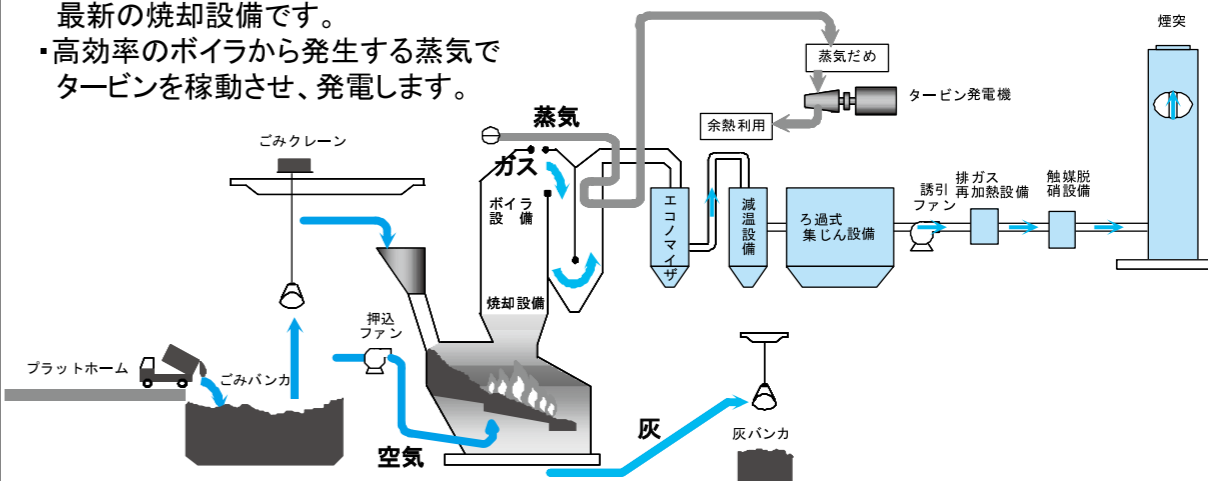 最新の焼却設備です。
・高効率のボイラから発生する蒸気で
タービンを稼動させ、発電します。
煙突
蒸気だめ
タービン発電機
余熱利用
蒸気
ごみクレーン
ガス
ボイラ
設　備
エコノマイザ
減温設備
ろ過式
集じん設備
誘引
ファン
排ガス
再加熱設備
触媒脱
硝設備
焼却設備
押込
ファン
プラットホーム
ごみバンカ
空気
灰
灰バンカ